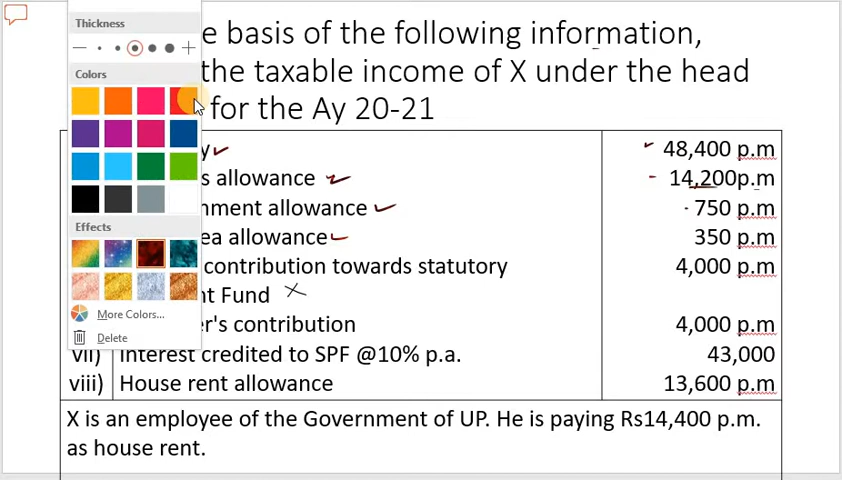 Thickness
Colors
Effects
More Colors...
Delete
e basis of the following information,
the taxable income of X under the head
for the Ay 20-21
y 48,400 p.m
s allowance 14,200p.m
nment allowance 750 p.m
ea allowance 350 p.m
contribution towards statutory 4,000 p.m
t Fund
er's contribution 4,000 p.m
vii) Interest credited to SPF @10% p.a. 43,000
viii) House rent allowance 13,600 p.m
X is an employee of the Government of UP. He is paying Rs14,400 p.m.
as house rent.